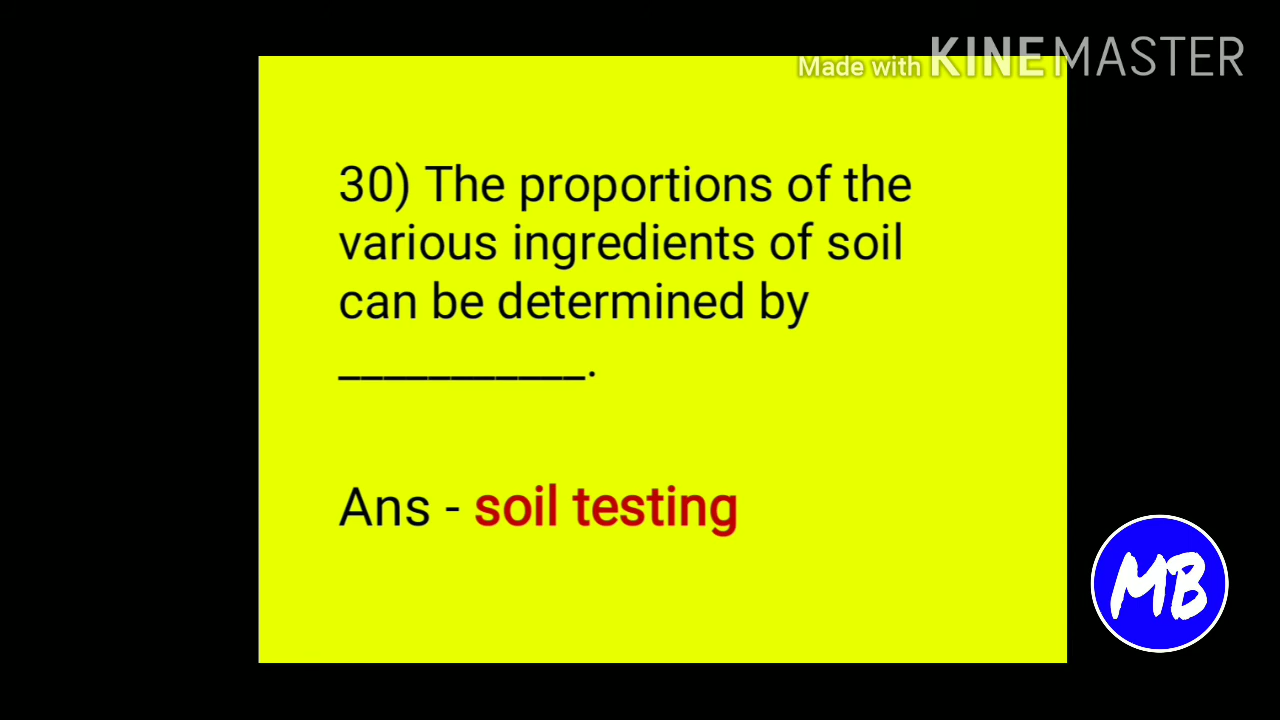 Made with KINEMASTER
30) The proportions of the
various ingredients of soil
can be determined by
___________.
Ans - soil testing
MB